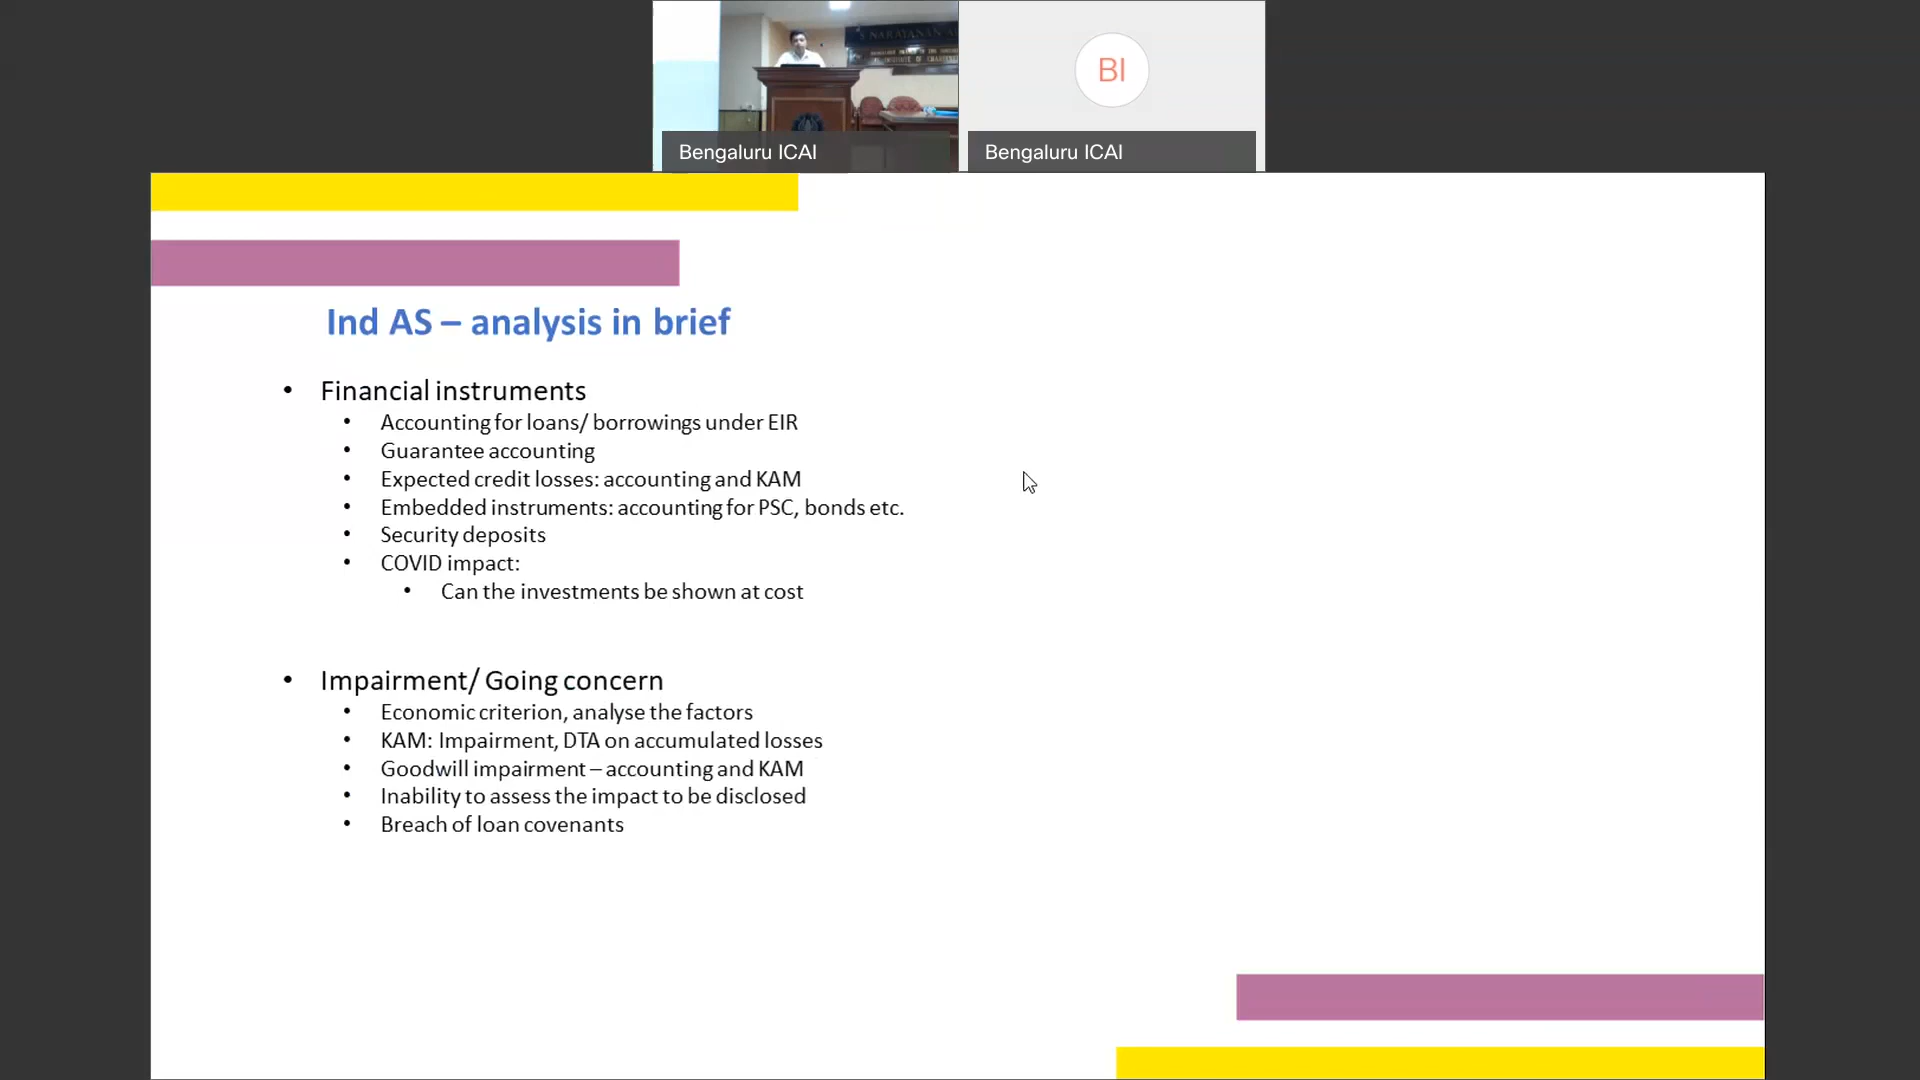 S NARAYANAN
BI
Bengaluru ICAI
Bengaluru ICAI
Ind AS – analysis in brief
• Financial instruments
• Accounting for loans/ borrowings under EIR
• Guarantee accounting
• Expected credit losses: accounting and KAM
• Embedded instruments: accounting for PSC, bonds etc.
• Security deposits
• COVID impact:
• Can the investments be shown at cost
• Impairment/ Going concern
• Economic criterion, analyse the factors
• KAM: Impairment, DTA on accumulated losses
• Goodwill impairment – accounting and KAM
• Inability to assess the impact to be disclosed
• Breach of loan covenants